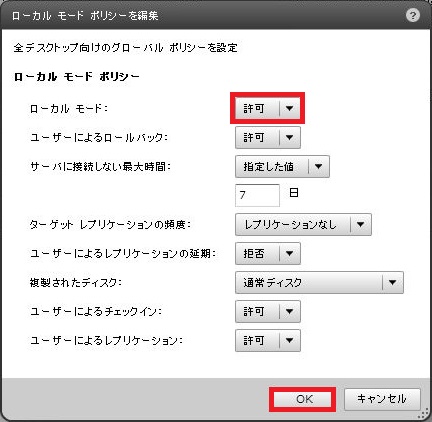 ローカル モード ポリシーを編集 ?
全デスクトップ向けのグローバル ポリシーを設定
ローカル モード ポリシー
ローカル モード: 許可
ユーザーによるロールバック: 許可
サーバに接続しない最大時間: 指定した値
7 日
ターゲット レプリケーションの頻度: レプリケーションなし
ユーザーによるレプリケーションの延期: 拒否
複製されたディスク: 通常ディスク
ユーザーによるチェックイン: 許可
ユーザーによるレプリケーション: 許可
OK キャンセル